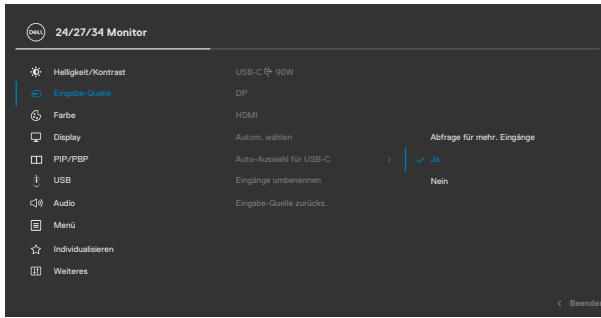 DELL
24/27/34 Monitor
Helligkeit/Kontrast
Eingabe-Quelle
Farbe
Display
PIP/PBP
USB
Audio
Menü
Individualisieren
Weiteres
USB-C 90W
DP
HDMI
Autom. wählen
Auto-Auswahl für USB-C
Eingänge umbenennen
Eingabe-Quelle zurücks.
Abfrage für mehr. Eingänge
Ja
Nein
Beenden